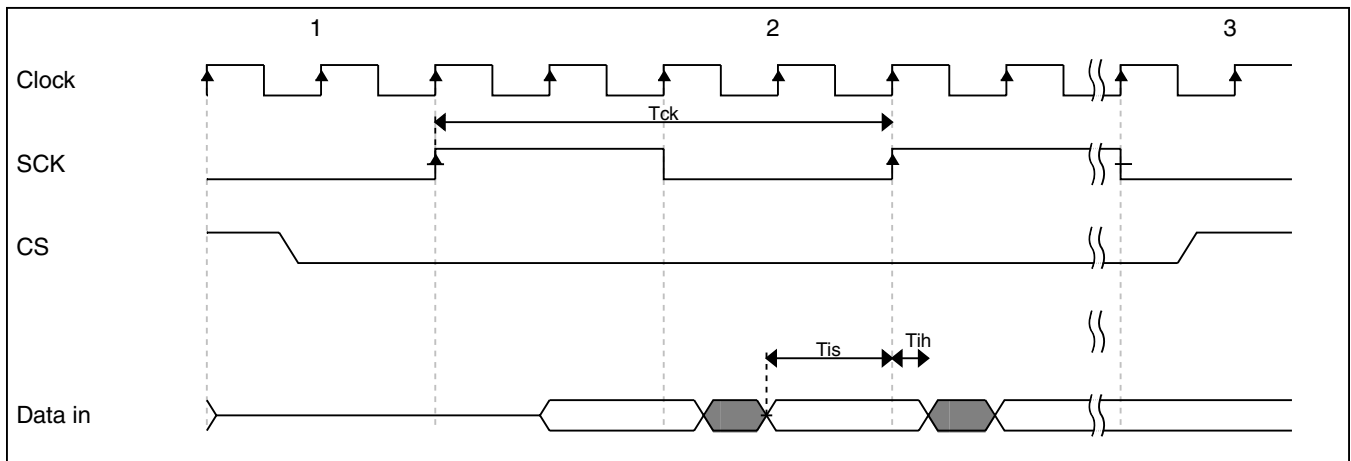 1 2 3
Clock
Tck
SCK
CS
Tis Tih
Data in